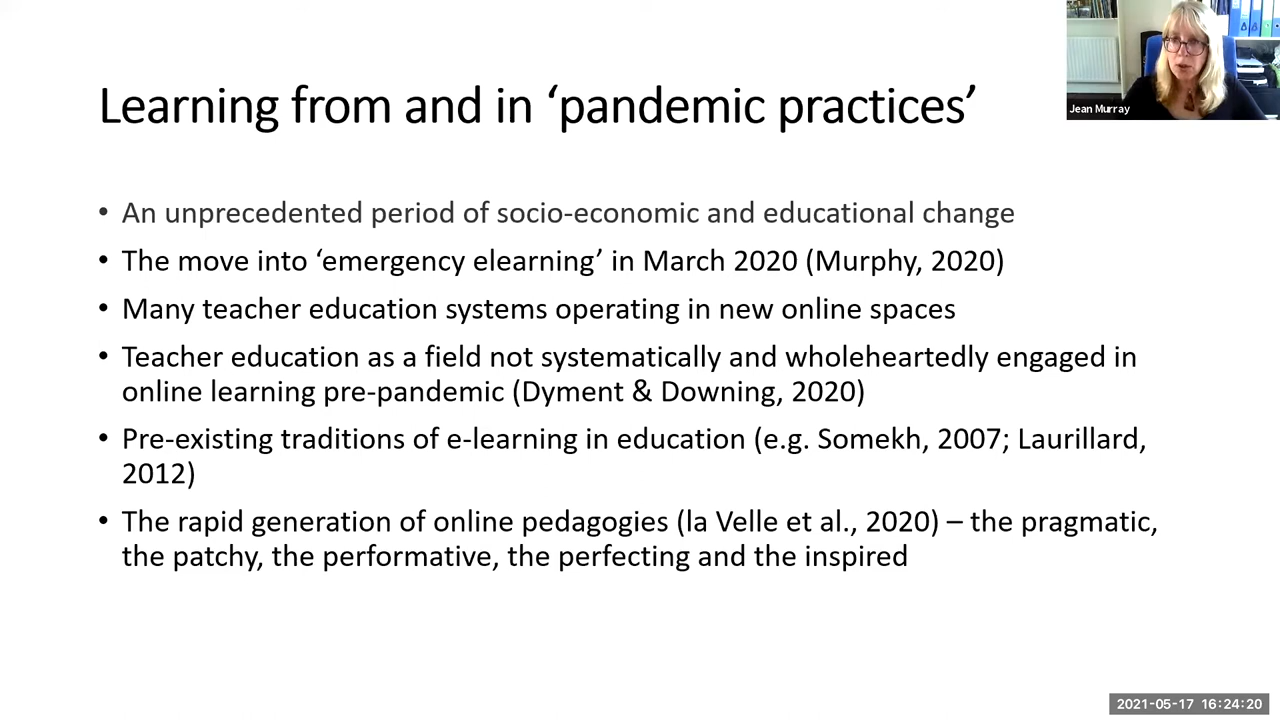 Learning from and in ‘pandemic practices’
Jean Murray
• An unprecedented period of socio-economic and educational change
• The move into ‘emergency elearning’ in March 2020 (Murphy, 2020)
• Many teacher education systems operating in new online spaces
• Teacher education as a field not systematically and wholeheartedly engaged in
online learning pre-pandemic (Dyment & Downing, 2020)
• Pre-existing traditions of e-learning in education (e.g. Somekh, 2007; Laurillard,
2012)
• The rapid generation of online pedagogies (la Velle et al., 2020) – the pragmatic,
the patchy, the performative, the perfecting and the inspired
2021-05-17 16:24:20